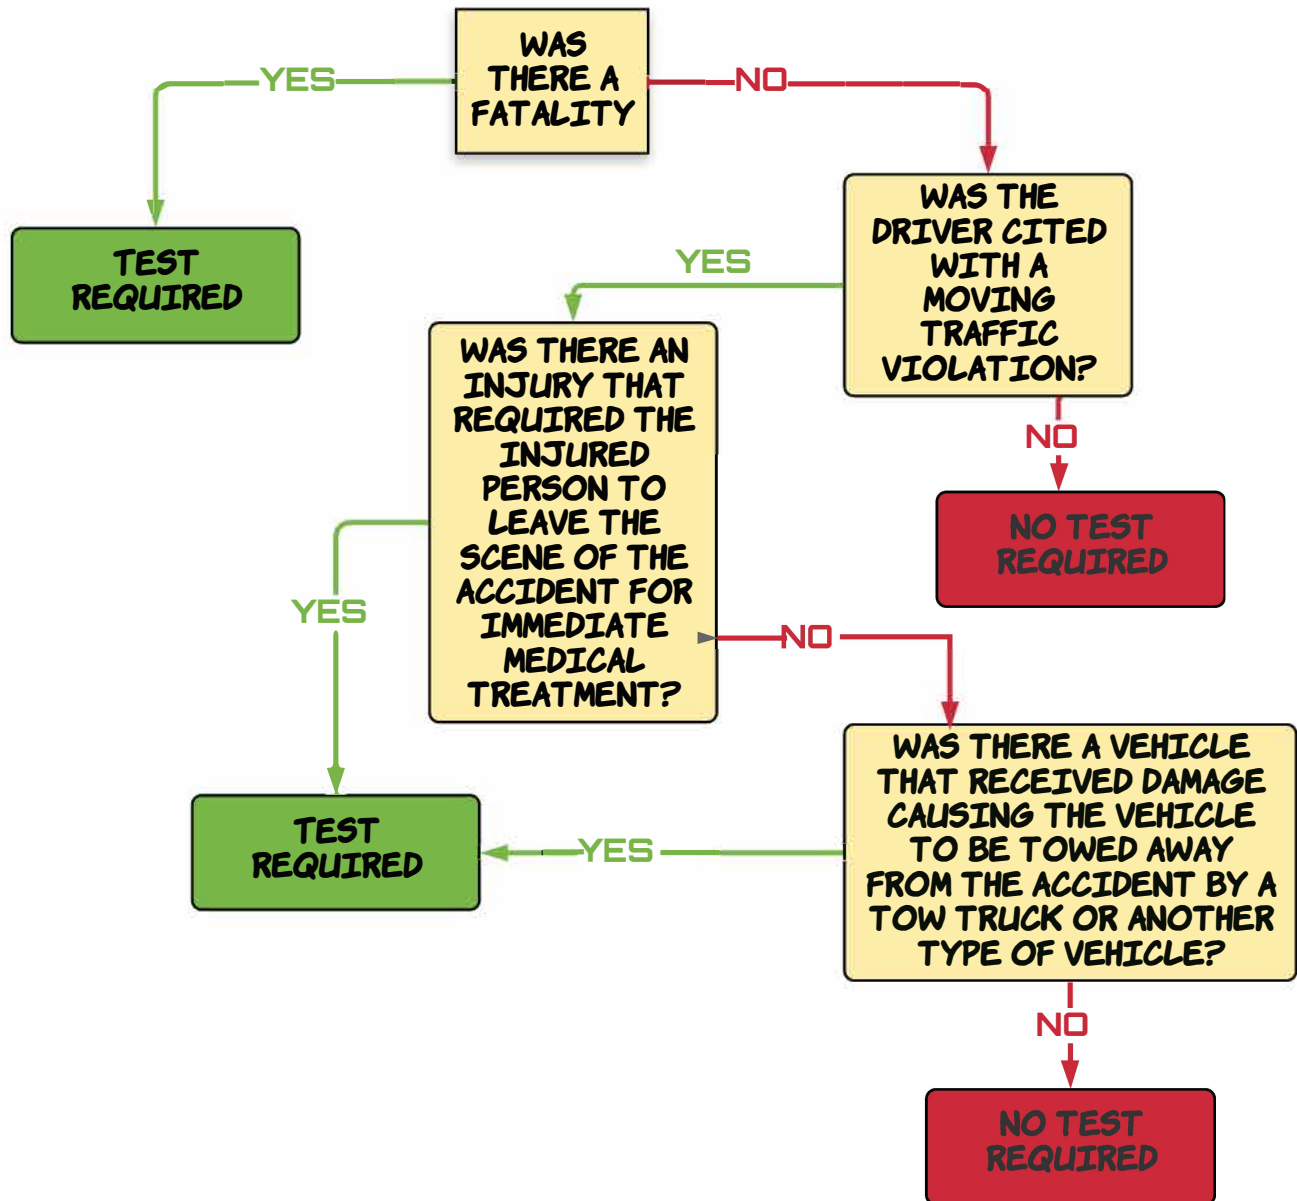 WAS
THERE A
FATALITY
YES
NO
TEST
REQUIRED
WAS THE
DRIVER CITED
WITH A
MOVING
TRAFFIC
VIOLATION?
YES
NO
WAS THERE AN
INJURY THAT
REQUIRED THE
INJURED
PERSON TO
LEAVE THE
SCENE OF THE
ACCIDENT FOR
IMMEDIATE
MEDICAL
TREATMENT?
NO TEST
REQUIRED
YES
NO
WAS THERE A VEHICLE
THAT RECEIVED DAMAGE
CAUSING THE VEHICLE
TO BE TOWED AWAY
FROM THE ACCIDENT BY A
TOW TRUCK OR ANOTHER
TYPE OF VEHICLE?
TEST
REQUIRED
YES
NO
NO TEST
REQUIRED